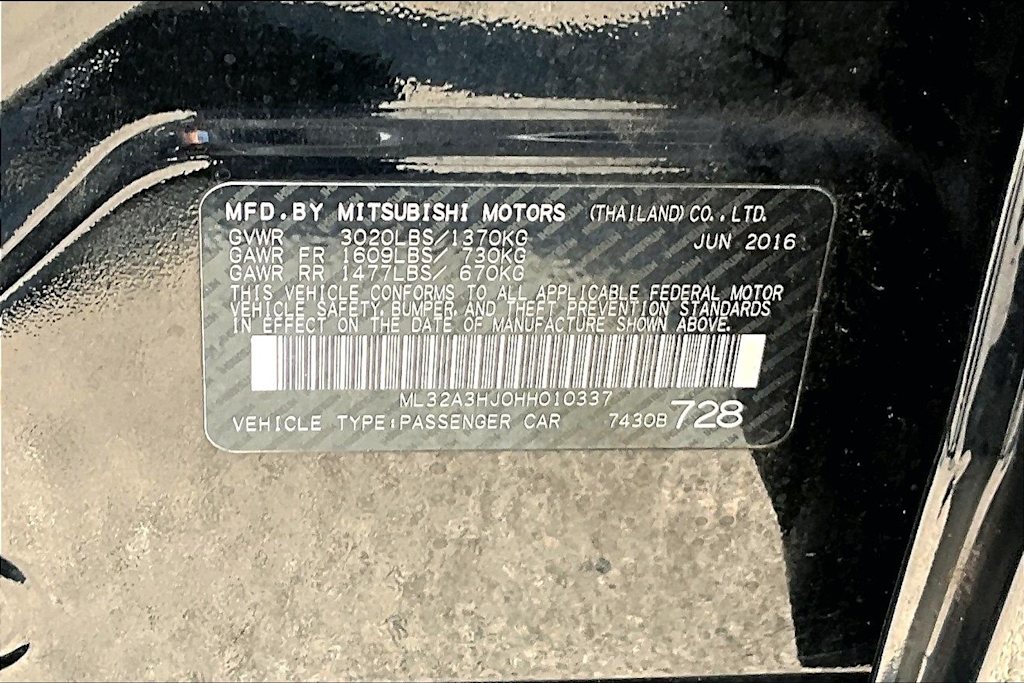 MFD.BY MITSUBISHI MOTORS (THAILAND) CO., LTD.
GVWR 3020LBS/1370KG JUN 2016
GAWR FR 1609LBS/ 730KG
GAWR RR 1477LBS/ 670KG
THIS VEHICLE CONFORMS TO ALL APPLICABLE FEDERAL MOTOR
VEHICLE SAFETY, BUMPER, AND THEFT PREVENTION STANDARDS
IN EFFECT ON THE DATE OF MANUFACTURE SHOWN ABOVE.
ML32A3HJ0HH010337
VEHICLE TYPE:PASSENGER CAR 7430B 728